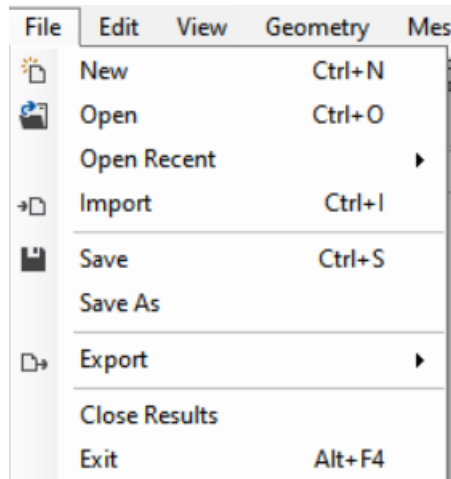 File Edit View Geometry Mes
New Ctrl+N
Open Ctrl+O
Open Recent
Import Ctrl+I
Save Ctrl+S
Save As
Export
Close Results
Exit Alt+F4